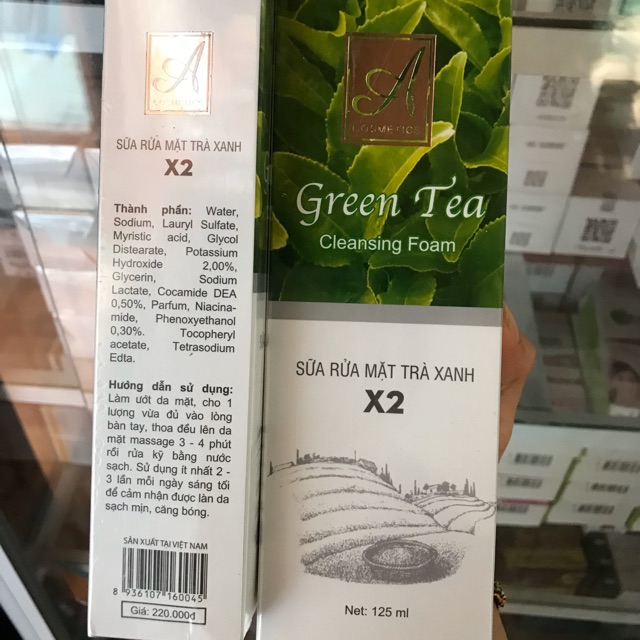 A
COSMETICS
SỮA RỬA MẶT TRÀ XANH
X2
Thành phần: Water,
Sodium, Lauryl Sulfate,
Myristic acid, Glycol
Distearate, Potassium
Hydroxide 2,00%,
Glycerin, Sodium
Lactate, Cocamide DEA
0,50%, Parfum, Niacina-
mide, Phenoxyethanol
0,30%. Tocopheryl
acetate, Tetrasodium
Edta.
Hướng dẫn sử dụng:
Làm ướt da mặt, cho 1
lượng vừa đủ vào lòng
bàn tay, thoa đều lên da
mặt massage 3 - 4 phút
rồi rửa kỹ bằng nước
sạch. Sử dụng ít nhất 2 -
3 lần mỗi ngày sáng tối
để cảm nhận được làn da
sạch mịn, căng bóng.
SẢN XUẤT TẠI VIỆT NAM
8 936107 160045
Giá: 220.000đ
A
COSMETICS
Green Tea
Cleansing Foam
SỮA RỬA MẶT TRÀ XANH
X2
Net: 125 ml